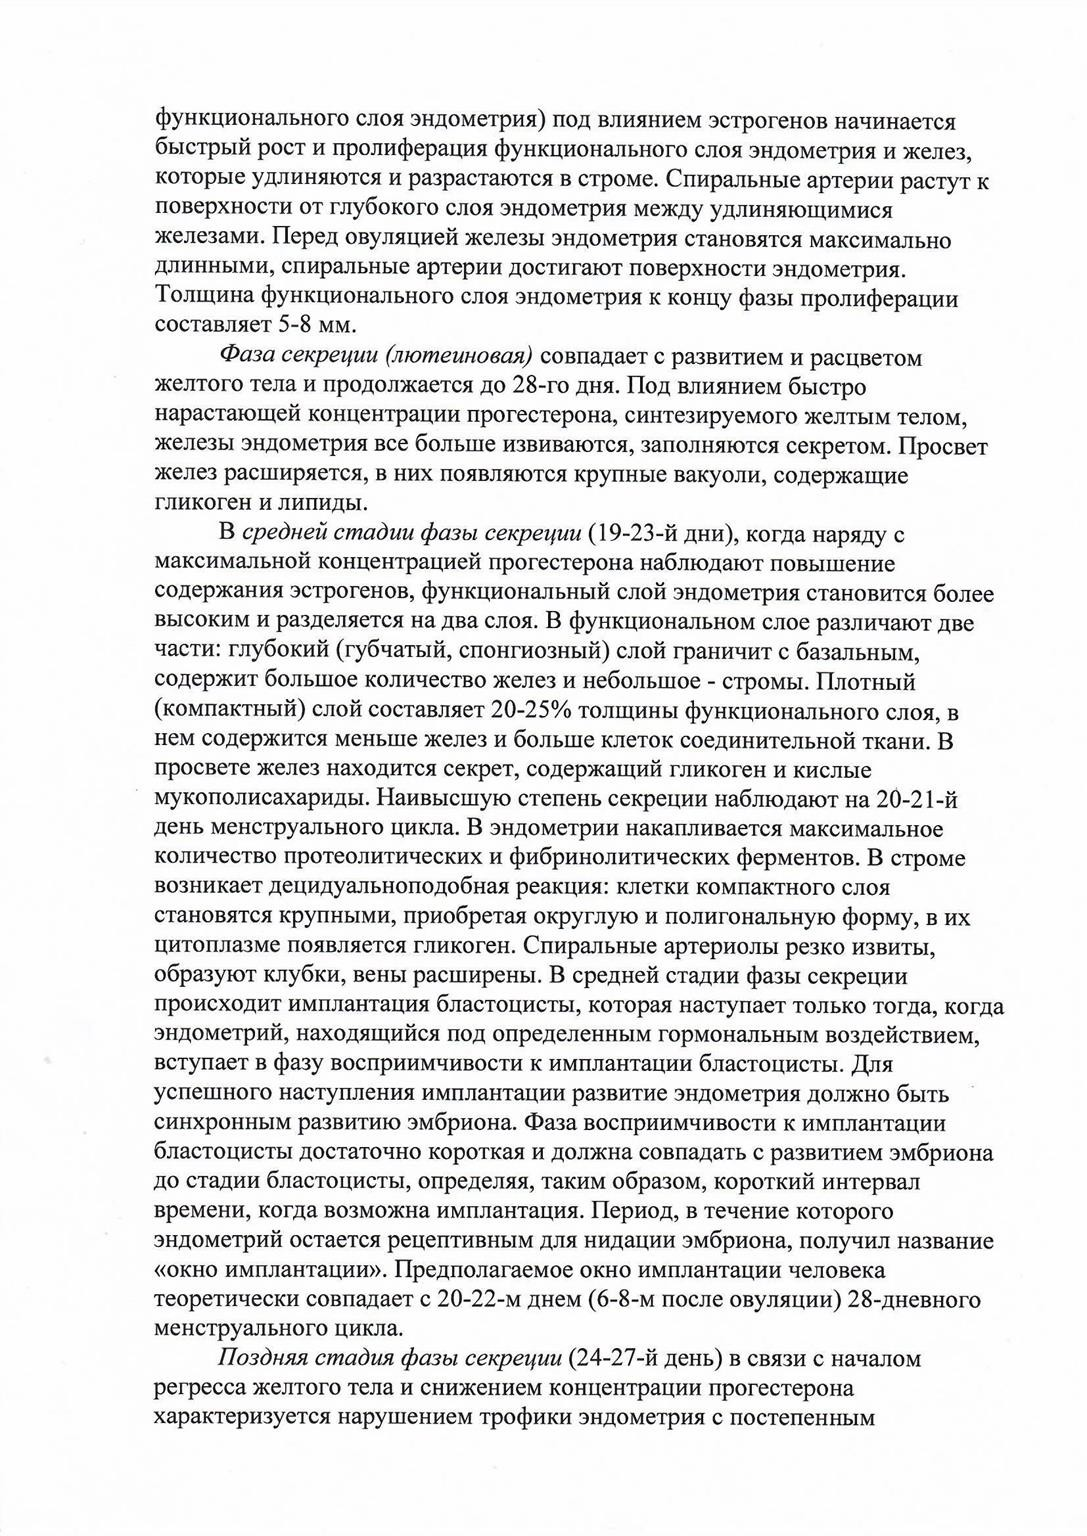 функционального слоя эндометрия) под влиянием эстрогенов начинается
быстрый рост и пролиферация функционального слоя эндометрия и желез,
которые удлиняются и разрастаются в строме. Спиральные артерии растут к
поверхности от глубокого слоя эндометрия между удлиняющимися
железами. Перед овуляцией железы эндометрия становятся максимально
длинными, спиральные артерии достигают поверхности эндометрия.
Толщина функционального слоя эндометрия к концу фазы пролиферации
составляет 5-8 мм.
Фаза секреции (лютеиновая) совпадает с развитием и расцветом
желтого тела и продолжается до 28-го дня. Под влиянием быстро
нарастающей концентрации прогестерона, синтезируемого желтым телом,
железы эндометрия все больше извиваются, заполняются секретом. Просвет
желез расширяется, в них появляются крупные вакуоли, содержащие
гликоген и липиды.
В средней стадии фазы секреции (19-23-й дни), когда наряду с
максимальной концентрацией прогестерона наблюдают повышение
содержания эстрогенов, функциональный слой эндометрия становится более
высоким и разделяется на два слоя. В функциональном слое различают две
части: глубокий (губчатый, спонгиозный) слой граничит с базальным,
содержит большое количество желез и небольшое - стромы. Плотный
(компактный) слой составляет 20-25% толщины функционального слоя, в
нем содержится меньше желез и больше клеток соединительной ткани. В
просвете желез находится секрет, содержащий гликоген и кислые
мукополисахариды. Наивысшую степень секреции наблюдают на 20-21-й
день менструального цикла. В эндометрии накапливается максимальное
количество протеолитических и фибринолитических ферментов. В строме
возникает децидуальноподобная реакция: клетки компактного слоя
становятся крупными, приобретая округлую и полигональную форму, в их
цитоплазме появляется гликоген. Спиральные артериолы резко извиты,
образуют клубки, вены расширены. В средней стадии фазы секреции
происходит имплантация бластоцисты, которая наступает только тогда, когда
эндометрий, находящийся под определенным гормональным воздействием,
вступает в фазу восприимчивости к имплантации бластоцисты. Для
успешного наступления имплантации развитие эндометрия должно быть
синхронным развитию эмбриона. Фаза восприимчивости к имплантации
бластоцисты достаточно короткая и должна совпадать с развитием эмбриона
до стадии бластоцисты, определяя, таким образом, короткий интервал
времени, когда возможна имплантация. Период, в течение которого
эндометрий остается рецептивным для нидации эмбриона, получил название
«окно имплантации». Предполагаемое окно имплантации человека
теоретически совпадает с 20-22-м днем (6-8-м после овуляции) 28-дневного
менструального цикла.
Поздняя стадия фазы секреции (24-27-й день) в связи с началом
регресса желтого тела и снижением концентрации прогестерона
характеризуется нарушением трофики эндометрия с постепенным